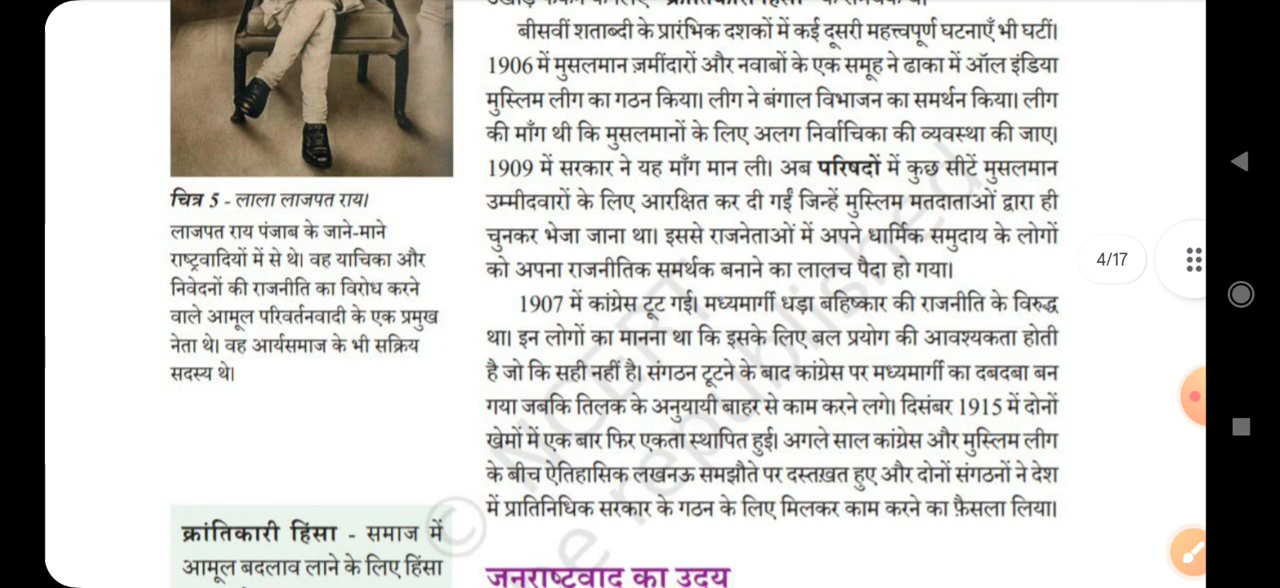 बीसवीं शताब्दी के प्रारंभिक दशकों में कई दूसरी महत्त्वपूर्ण घटनाएँ भी घटीं।
1906 में मुसलमान ज़मींदारों और नवाबों के एक समूह ने ढाका में ऑल इंडिया
मुस्लिम लीग का गठन किया। लीग ने बंगाल विभाजन का समर्थन किया। लीग
की माँग थी कि मुसलमानों के लिए अलग निर्वाचिका की व्यवस्था की जाए।
1909 में सरकार ने यह माँग मान ली। अब परिषदों में कुछ सीटें मुसलमान
उम्मीदवारों के लिए आरक्षित कर दी गईं जिन्हें मुस्लिम मतदाताओं द्वारा ही
चुनकर भेजा जाना था। इससे राजनेताओं में अपने धार्मिक समुदाय के लोगों
को अपना राजनीतिक समर्थक बनाने का लालच पैदा हो गया।
1907 में कांग्रेस टूट गई। मध्यमार्गी धड़ा बहिष्कार की राजनीति के विरुद्ध
था। इन लोगों का मानना था कि इसके लिए बल प्रयोग की आवश्यकता होती
है जो कि सही नहीं है। संगठन टूटने के बाद कांग्रेस पर मध्यमार्गी का दबदबा बन
गया जबकि तिलक के अनुयायी बाहर से काम करने लगे। दिसंबर 1915 में दोनों
खेमों में एक बार फिर एकता स्थापित हुई। अगले साल कांग्रेस और मुस्लिम लीग
के बीच ऐतिहासिक लखनऊ समझौते पर दस्तख़त हुए और दोनों संगठनों ने देश
में प्रातिनिधिक सरकार के गठन के लिए मिलकर काम करने का फ़ैसला लिया।
जनराष्ट्रवाद का उदय
चित्र 5 - लाला लाजपत राय।
लाजपत राय पंजाब के जाने-माने
राष्ट्रवादियों में से थे। वह याचिका और
निवेदनों की राजनीति का विरोध करने
वाले आमूल परिवर्तनवादी के एक प्रमुख
नेता थे। वह आर्यसमाज के भी सक्रिय
सदस्य थे।
क्रांतिकारी हिंसा - समाज में
आमूल बदलाव लाने के लिए हिंसा
4/17
© NCERT
republished